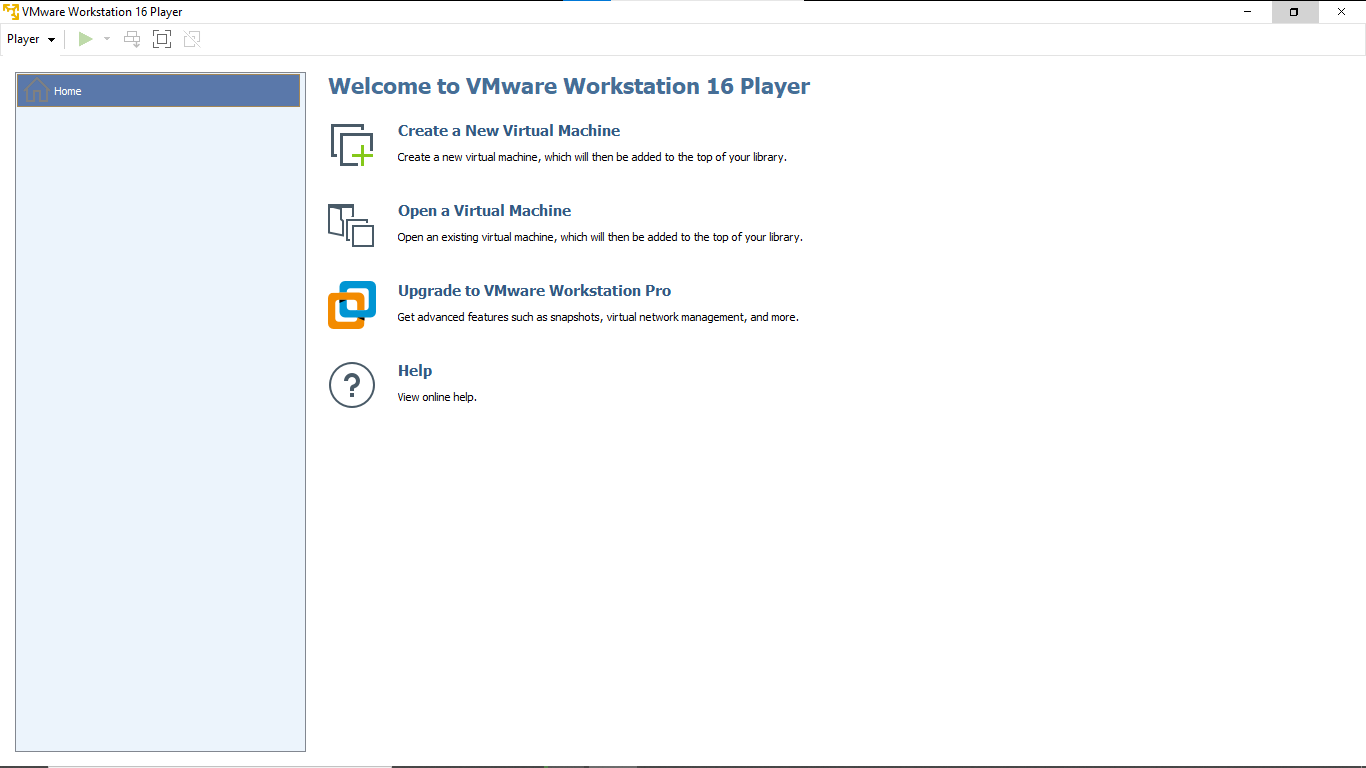 VMware Workstation 16 Player
Player
Home
Welcome to VMware Workstation 16 Player
Create a New Virtual Machine
Create a new virtual machine, which will then be added to the top of your library.
Open a Virtual Machine
Open an existing virtual machine, which will then be added to the top of your library.
Upgrade to VMware Workstation Pro
Get advanced features such as snapshots, virtual network management, and more.
?
Help
View online help.